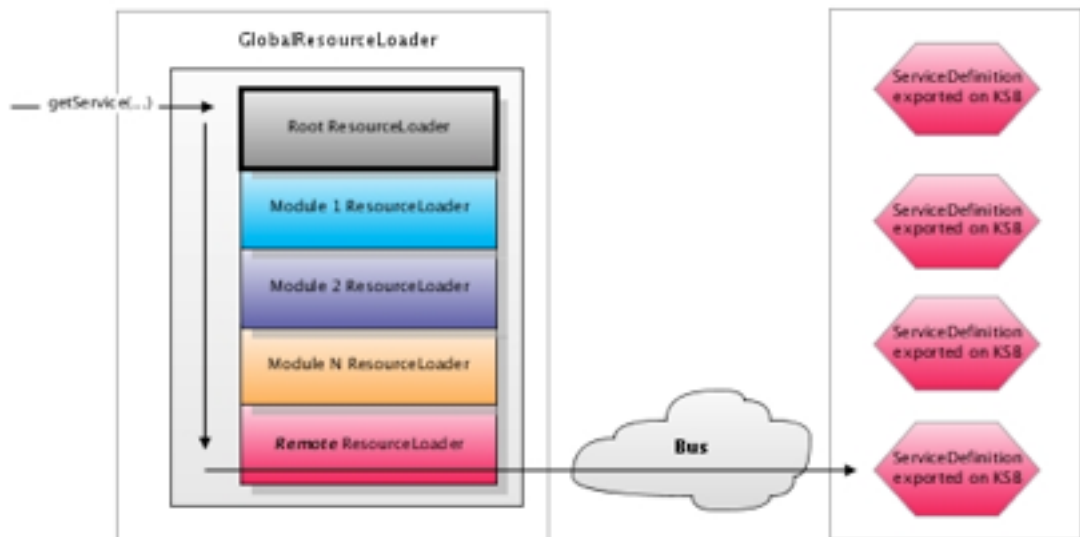 GlobalResourceLoader
getService(...)
Root ResourceLoader
Module 1 ResourceLoader
Module 2 ResourceLoader
Module N ResourceLoader
Remote ResourceLoader
Bus
ServiceDefinition
exported on KSB
ServiceDefinition
exported on KSB
ServiceDefinition
exported on KSB
ServiceDefinition
exported on KSB